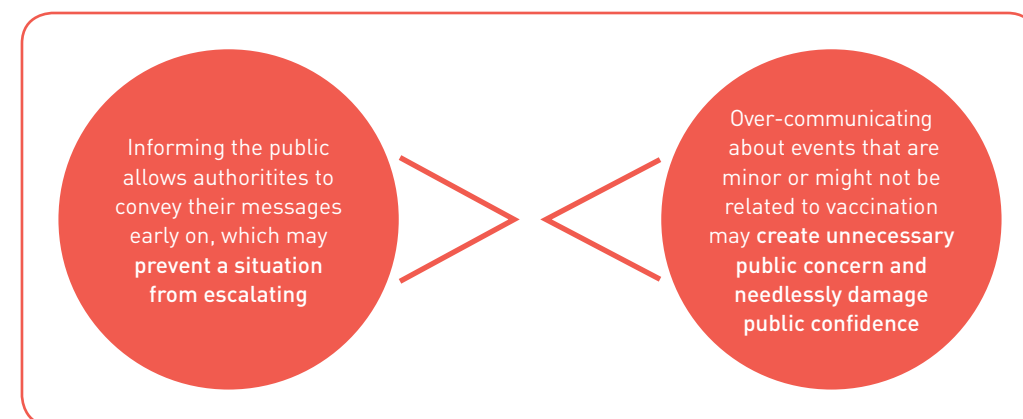 Informing the public
allows authoritites to
convey their messages
early on, which may
prevent a situation
from escalating
Over-communicating
about events that are
minor or might not be
related to vaccination
may create unnecessary
public concern and
needlessly damage
public confidence